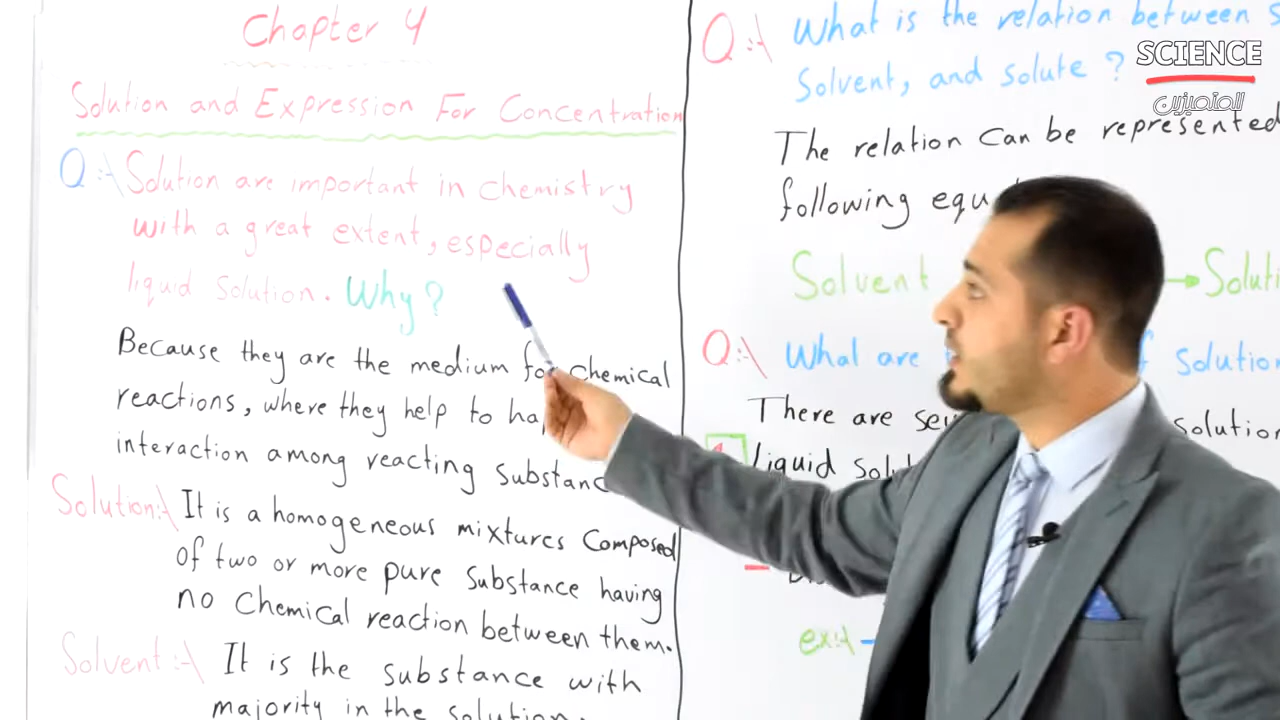 Chapter 4
Solution and Expression For Concentration
Q:-\ Solution are important in chemistry
with a great extent, especially
liquid solution. Why?
Because they are the medium for chemical
reactions, where they help to
interaction among reacting
Solution:-\ It is a homogeneous mixtures Composed
of two or more pure substance having
no chemical reaction between them.
Solvent:-\ It is the substance with
majority in the solution.
Q:-\ What is the relation between
Solvent, and solute ?
The relation can be represented
following
Solvent → 
Q:-\ What are
There are
liquid
ex:-\
SCIENCE
المتميزين